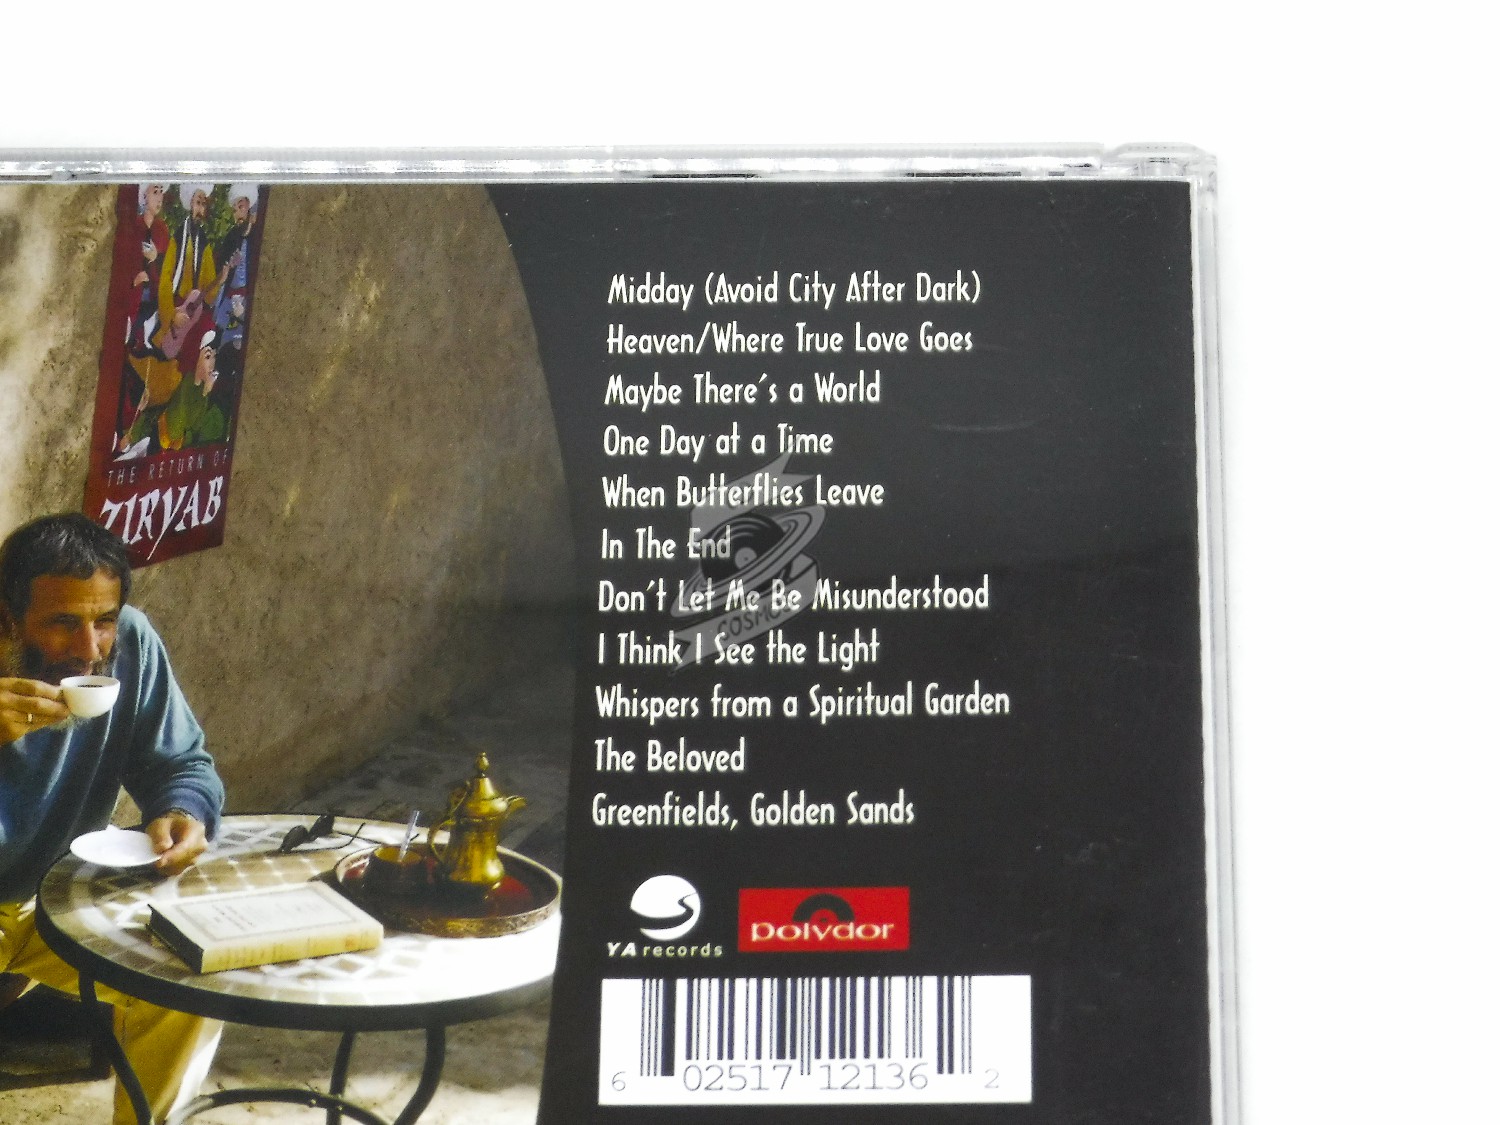 THE RETURN OF
ZIRYAB
Midday (Avoid City After Dark)
Heaven/Where True Love Goes
Maybe There's a World
One Day at a Time
When Butterflies Leave
In The End
Don't Let Me Be Misunderstood
I Think I See the Light
Whispers from a Spiritual Garden
The Beloved
Greenfields, Golden Sands
COSMOS
YA records
polydor
6 02517 12136 2